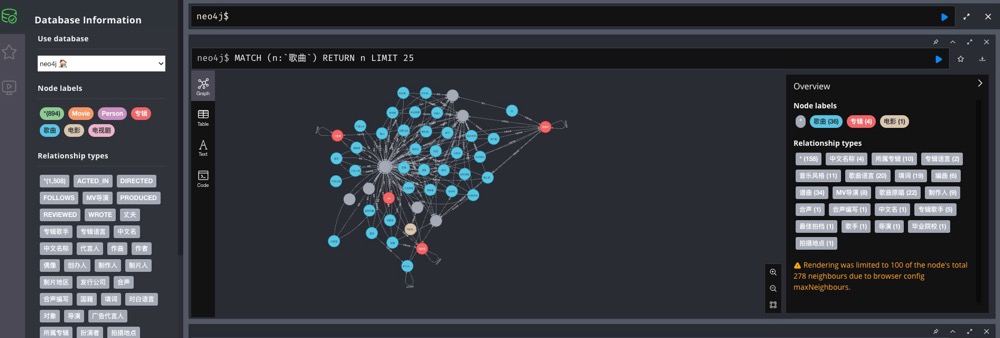 Database Information
Use database
neo4j
Node labels
*(894) Movie Person 专辑
歌曲 电影 电视剧
Relationship types
*(1,508) ACTED_IN DIRECTED
FOLLOWS MV导演 PRODUCED
REVIEWED WROTE 丈夫
专辑歌手 专辑语言 中文名
中文名称 代言人 作曲 作者
偶像 创办人 制作人 制片人
制片地区 发行公司 合声
合声编写 国籍 填词 对白语言
对象 导演 广告代言人
所属专辑 扮演者 拍摄地点
neo4j$
neo4j$ MATCH (n:`歌曲`) RETURN n LIMIT 25
Graph
Table
Text
Code
Overview
Node labels
* 歌曲 (36) 专辑 (4) 电影 (1)
Relationship types
* (158) 中文名称 (4) 所属专辑 (10) 专辑语言 (2)
音乐风格 (11) 歌曲语言 (20) 填词 (19) 编曲 (6)
谱曲 (34) MV导演 (8) 歌曲原唱 (22) 制作人 (9)
合声 (1) 合声编写 (1) 中文名 (1) 专辑歌手 (5)
最佳拍档 (1) 歌手 (1) 导演 (1) 毕业院校 (1)
拍摄地点 (1)
Rendering was limited to 100 of the node's total
278 neighbours due to browser config
maxNeighbours.